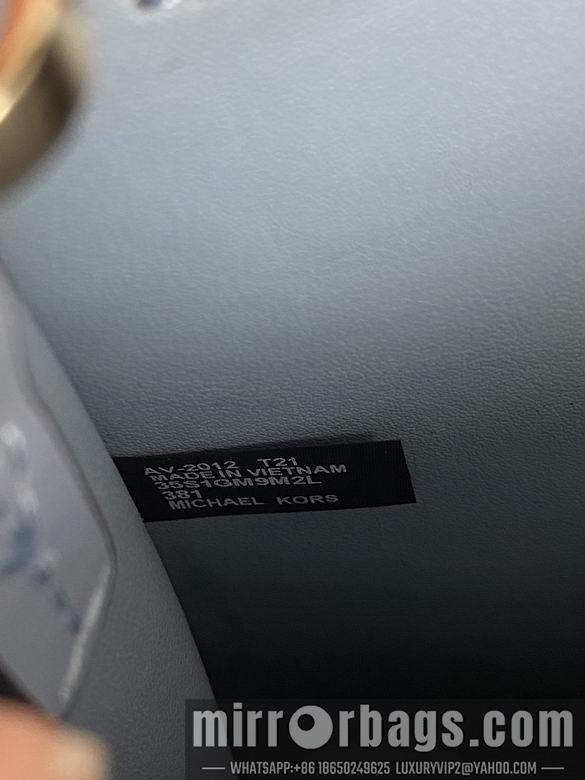 AV-2012 T21
MADE IN VIETNAM
35S1GM9M2L
381
MICHAEL KORS
mirrorbags.com
WHATSAPP:+86 18650249625 LUXURYVIP2@YAHOO.COM